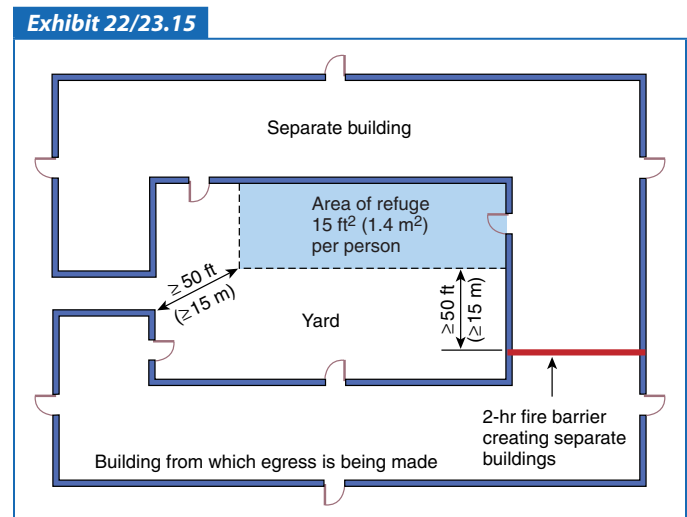 Exhibit 22/23.15
Separate building
Area of refuge
15 ft² (1.4 m²)
per person
≥ 50 ft
(≥15 m)
≥50 ft
(≥15 m)
Yard
2-hr fire barrier
creating separate
buildings
Building from which egress is being made